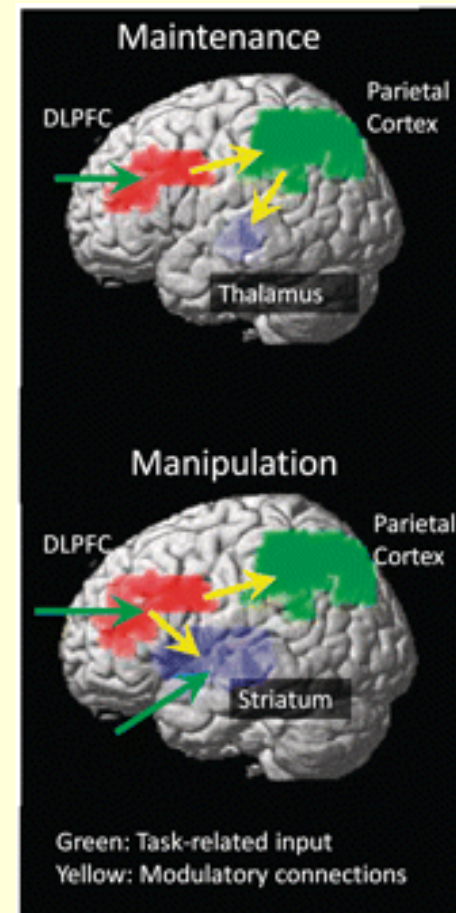 Maintenance
DLPFC
Parietal
Cortex
Thalamus
Manipulation
DLPFC
Parietal
Cortex
Striatum
Green: Task-related input
Yellow: Modulatory connections